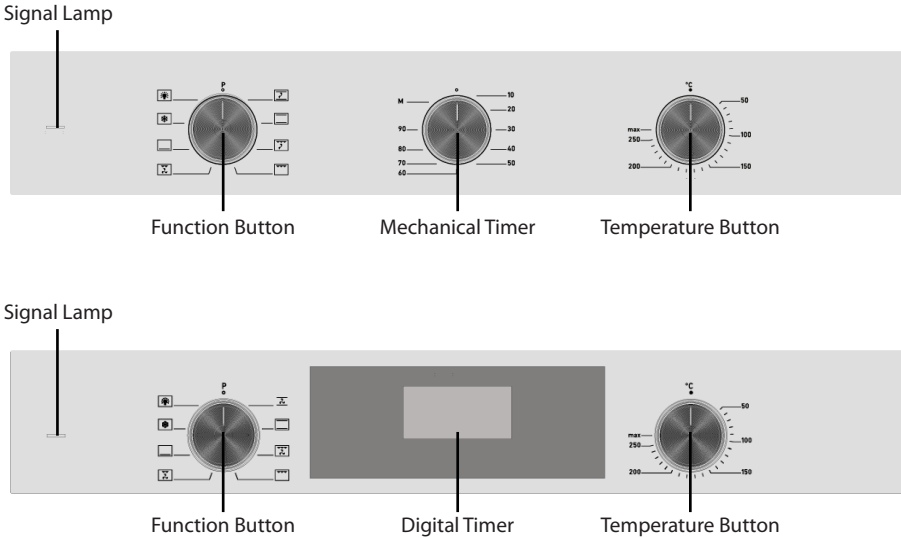 Signal Lamp
P
M
90
80
70
60
10
20
30
40
50
°C
max
250
200
50
100
150
Function Button Mechanical Timer Temperature Button
Signal Lamp
P
°C
max
250
200
50
100
150
Function Button Digital Timer Temperature Button